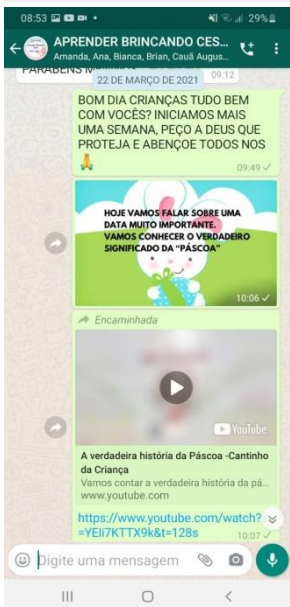 08:53
29%
APRENDER BRINCANDO CES...
Amanda, Ana, Bianca, Brian, Cauã Augus...
PARABÉNS
09:12
22 DE MARÇO DE 2021
BOM DIA CRIANÇAS TUDO BEM
COM VOCÊS? INICIAMOS MAIS
UMA SEMANA, PEÇO A DEUS QUE
PROTEJA E ABENÇOE TODOS NOS
🙏
09:49
HOJE VAMOS FALAR SOBRE UMA
DATA MUITO IMPORTANTE.
VAMOS CONHECER O VERDADEIRO
SIGNIFICADO DA "PÁSCOA"
10:06
Encaminhada
YouTube
A verdadeira história da Páscoa -Cantinho
da Criança
Vamos contar a verdadeira história da pá...
www.youtube.com
https://www.youtube.com/watch?
=YEli7KTTX9k&t=128s
10:07
Digite uma mensagem